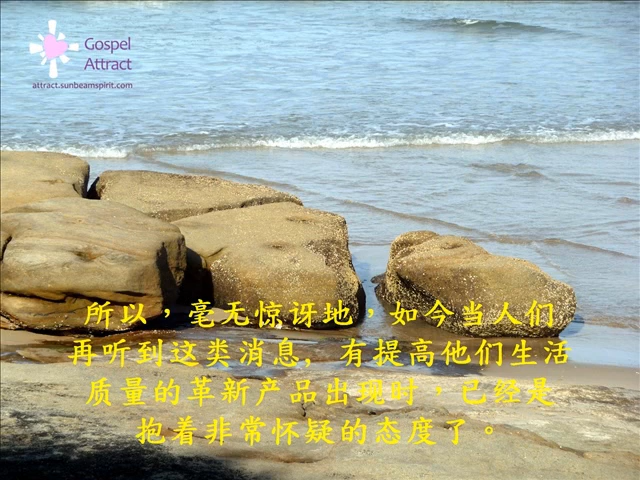 Gospel
Attract
attract.sunbeamspirit.com
所以，毫无惊讶地，如今当人们
再听到这类消息, 有提高他们生活
质量的革新产品出现时，已经是
抱着非常怀疑的态度了。